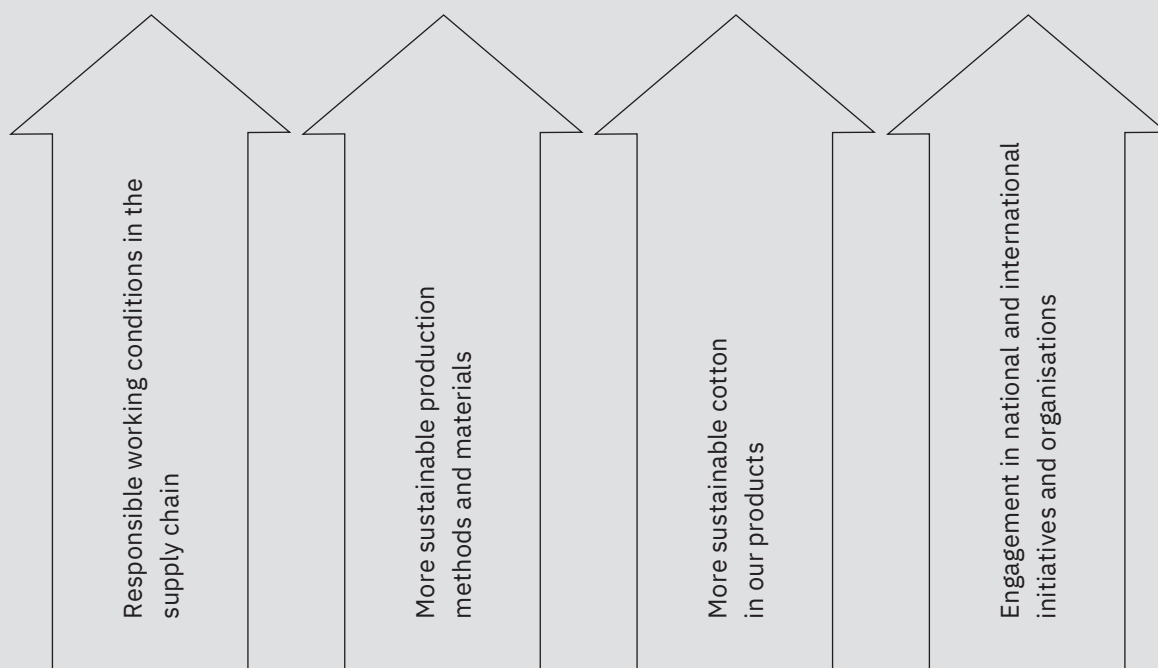 Responsible working conditions in the
supply chain
More sustainable production
methods and materials
More sustainable cotton
in our products
Engagement in national and international
initiatives and organisations